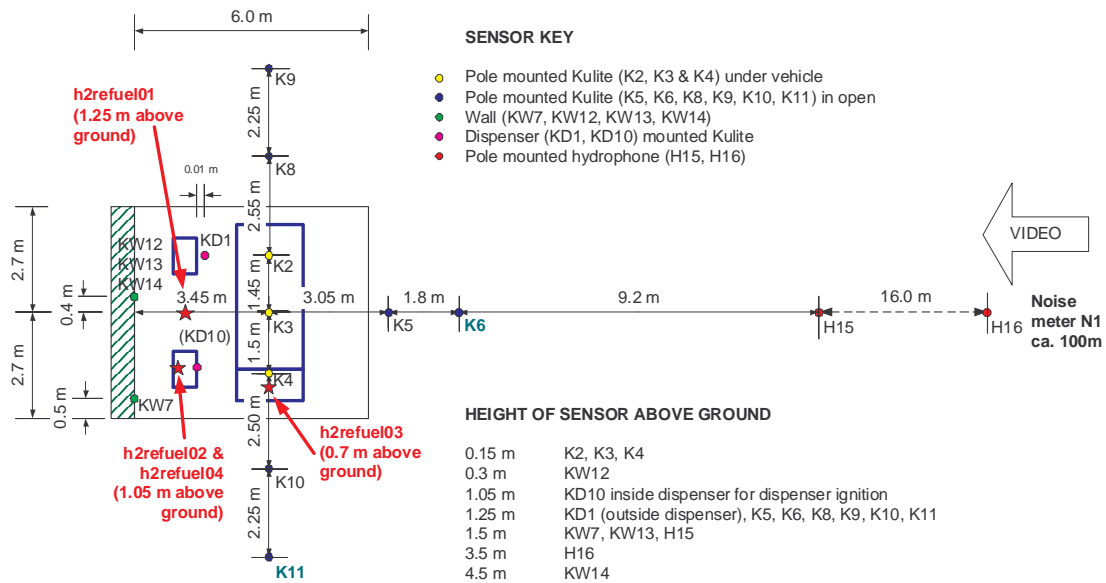 6.0 m
SENSOR KEY
Pole mounted Kulite (K2, K3 & K4) under vehicle
Pole mounted Kulite (K5, K6, K8, K9, K10, K11) in open
Wall (KW7, KW12, KW13, KW14)
Dispenser (KD1, KD10) mounted Kulite
Pole mounted hydrophone (H15, H16)
K9
h2refuel01
(1.25 m above
ground)
2.25 m
K8
0.01 m
2.55 m
2.7 m
KW12
KW13
KW14
KD1
K2
VIDEO
0.4 m
3.45 m
1.45 m
3.05 m
1.8 m
9.2 m
16.0 m
K3
K5
K6
H15
H16
Noise
meter N1
ca. 100m
(KD10)
1.5 m
2.7 m
K4
0.5 m
KW7
2.50 m
h2refuel03
(0.7 m above
ground)
h2refuel02 &
h2refuel04
(1.05 m above
ground)
K10
2.25 m
K11
HEIGHT OF SENSOR ABOVE GROUND
0.15 m K2, K3, K4
0.3 m KW12
1.05 m KD10 inside dispenser for dispenser ignition
1.25 m KD1 (outside dispenser), K5, K6, K8, K9, K10, K11
1.5 m KW7, KW13, H15
3.5 m H16
4.5 m KW14